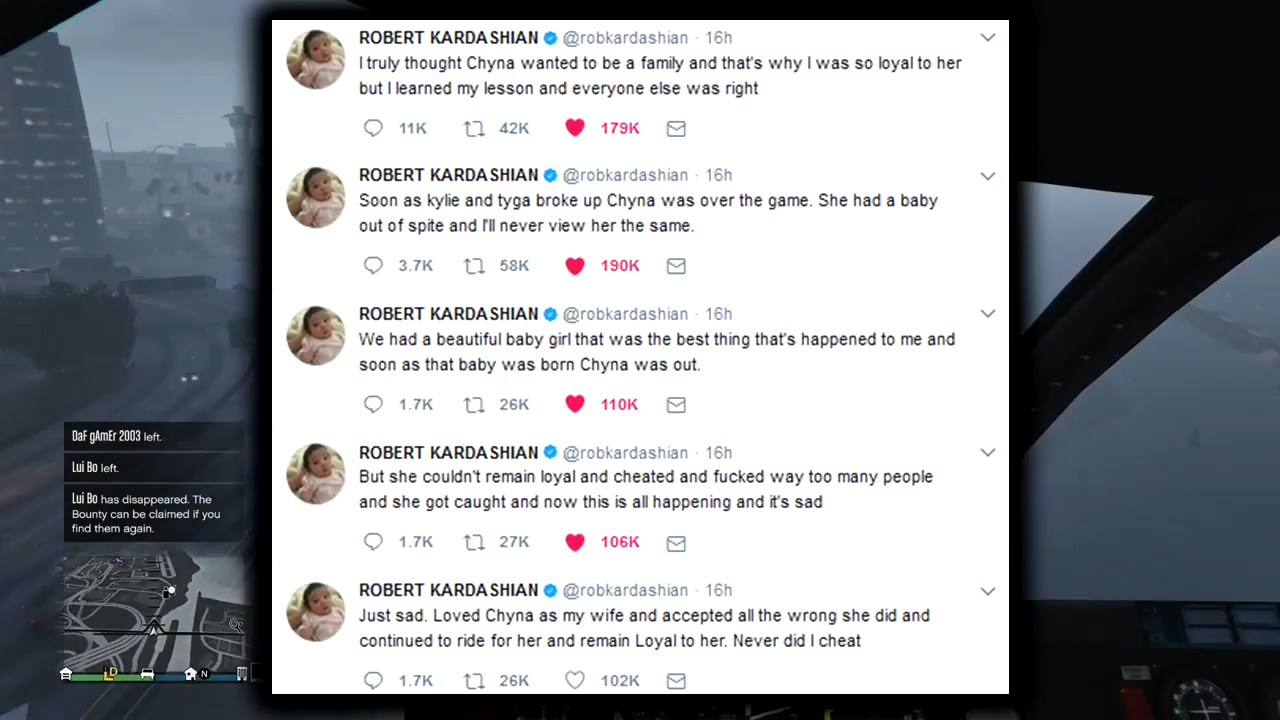 ROBERT KARDASHIAN @robkardashian · 16h
I truly thought Chyna wanted to be a family and that's why I was so loyal to her
but I learned my lesson and everyone else was right
11K 42K 179K
ROBERT KARDASHIAN @robkardashian · 16h
Soon as kylie and tyga broke up Chyna was over the game. She had a baby
out of spite and I'll never view her the same.
3.7K 58K 190K
ROBERT KARDASHIAN @robkardashian · 16h
We had a beautiful baby girl that was the best thing that's happened to me and
soon as that baby was born Chyna was out.
1.7K 26K 110K
ROBERT KARDASHIAN @robkardashian · 16h
But she couldn't remain loyal and cheated and fucked way too many people
and she got caught and now this is all happening and it's sad
1.7K 27K 106K
ROBERT KARDASHIAN @robkardashian · 16h
Just sad. Loved Chyna as my wife and accepted all the wrong she did and
continued to ride for her and remain Loyal to her. Never did I cheat
1.7K 26K 102K
DaF gAmEr 2003 left.
Lui Bo left.
Lui Bo has disappeared. The
Bounty can be claimed if you
find them again.
D
N